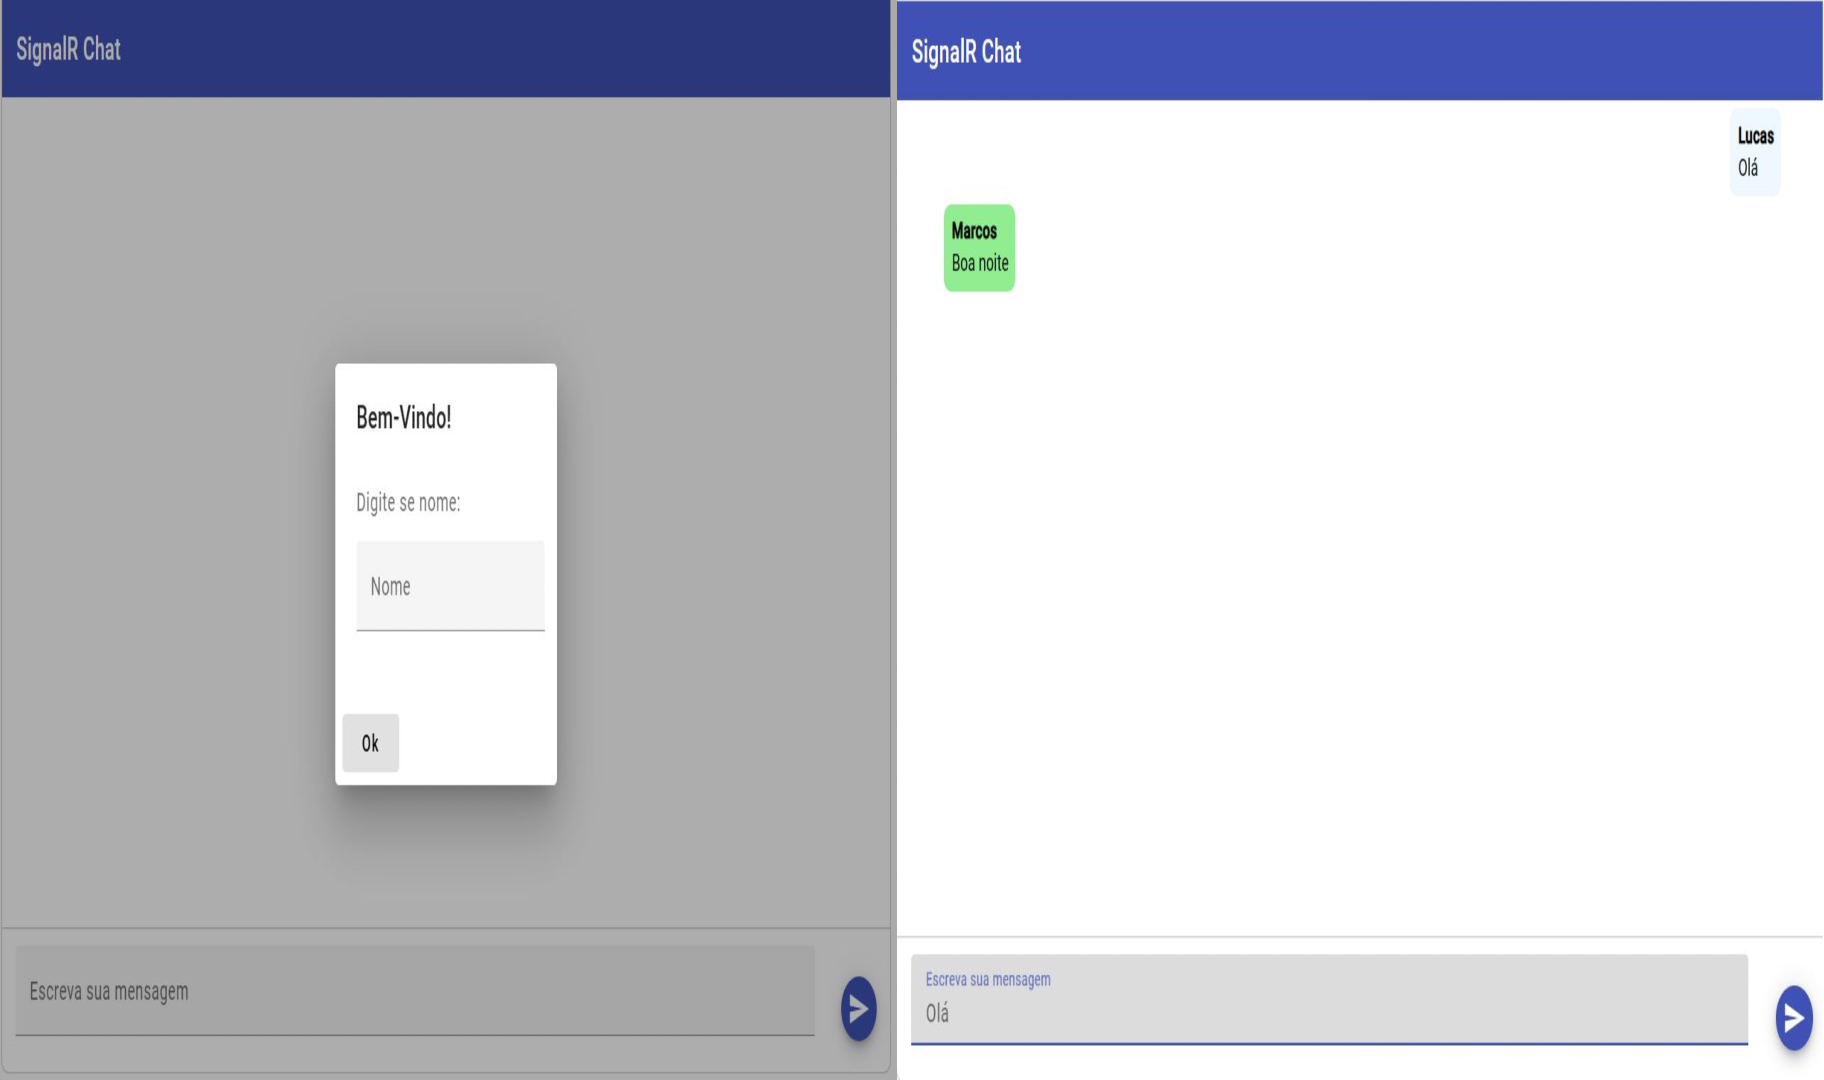 SignalR Chat
Bem-Vindo!
Digite se nome:
Nome
Ok
Escreva sua mensagem
SignalR Chat
Lucas
Olá
Marcos
Boa noite
Escreva sua mensagem
Olá